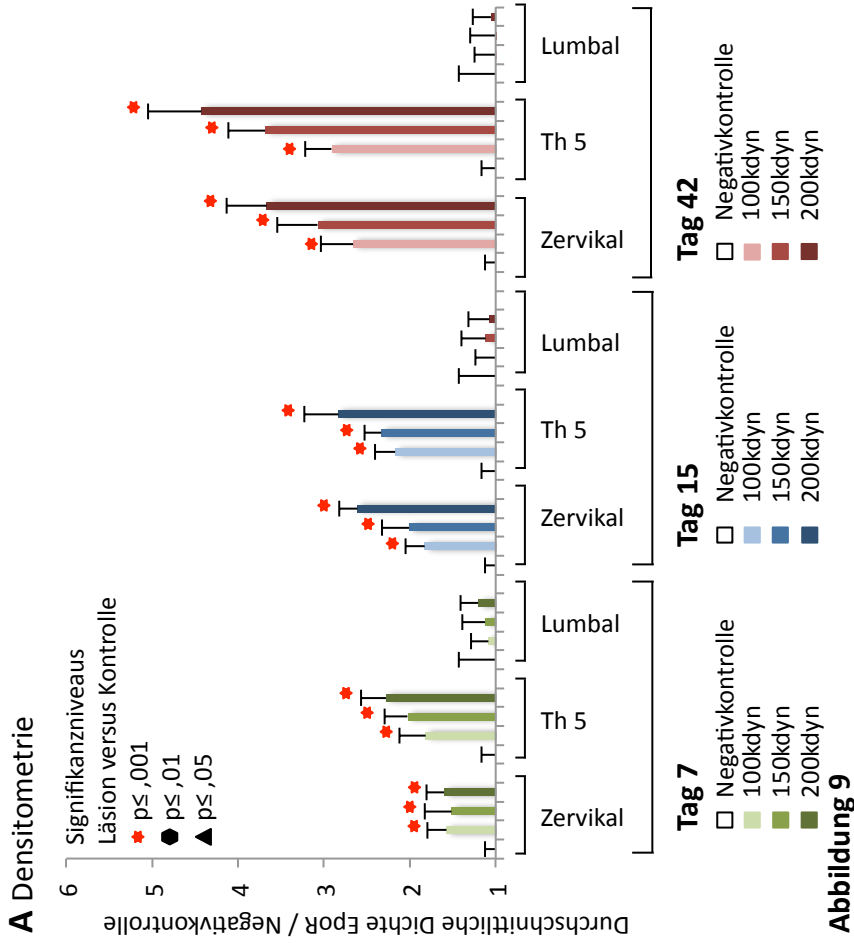 A Densitometrie
Signifikanzniveaus
Läsion versus Kontrolle
p≤ ,001
p≤ ,01
p≤ ,05
Durchschnittliche Dichte EpoR / Negativkontrolle
6
5
4
3
2
1
Zervikal Th 5 Lumbal Zervikal Th 5 Lumbal Zervikal Th 5 Lumbal
Tag 7 Tag 15 Tag 42
Negativkontrolle Negativkontrolle Negativkontrolle
100kdyn 100kdyn 100kdyn
150kdyn 150kdyn 150kdyn
200kdyn 200kdyn 200kdyn
Abbildung 9